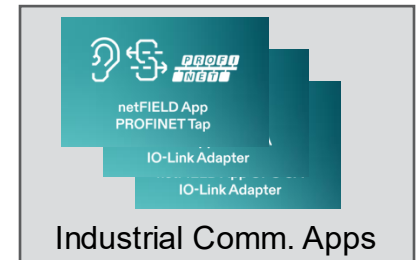 PROFI
NET
netFIELD App
PROFINET Tap
IO-Link Adapter
IO-Link Adapter
Industrial Comm. Apps